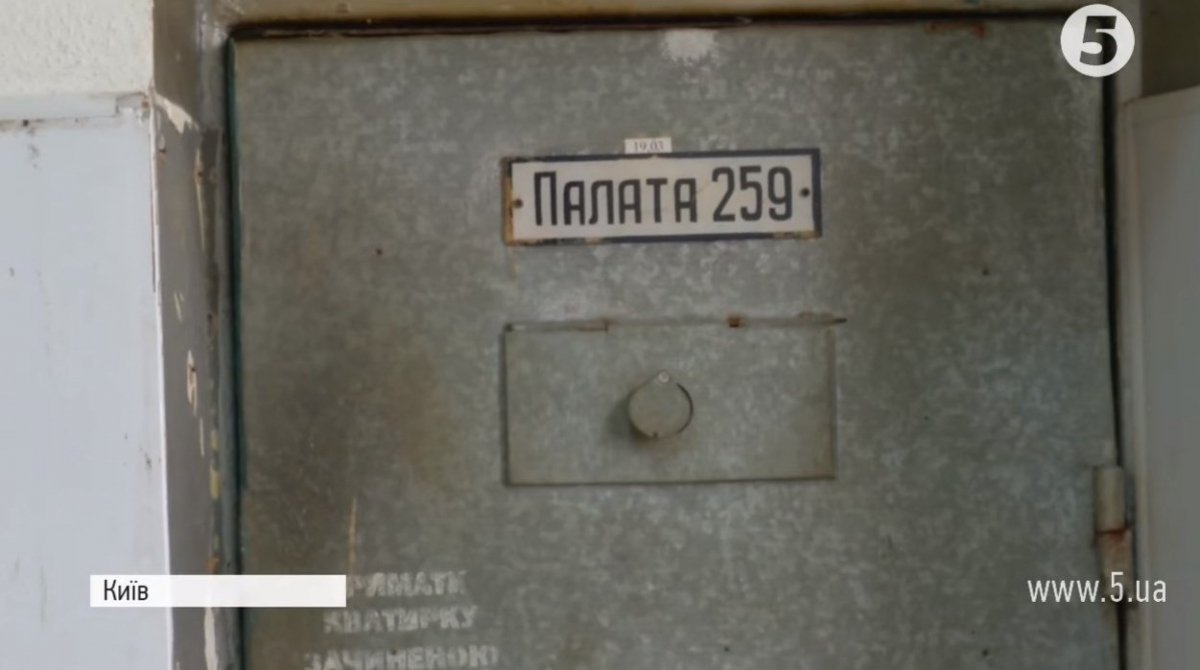 5
19.03
ПАЛАТА 259
Київ
www.5.ua
КВАТИРКУ
ЗАЧИНЕНОЮ